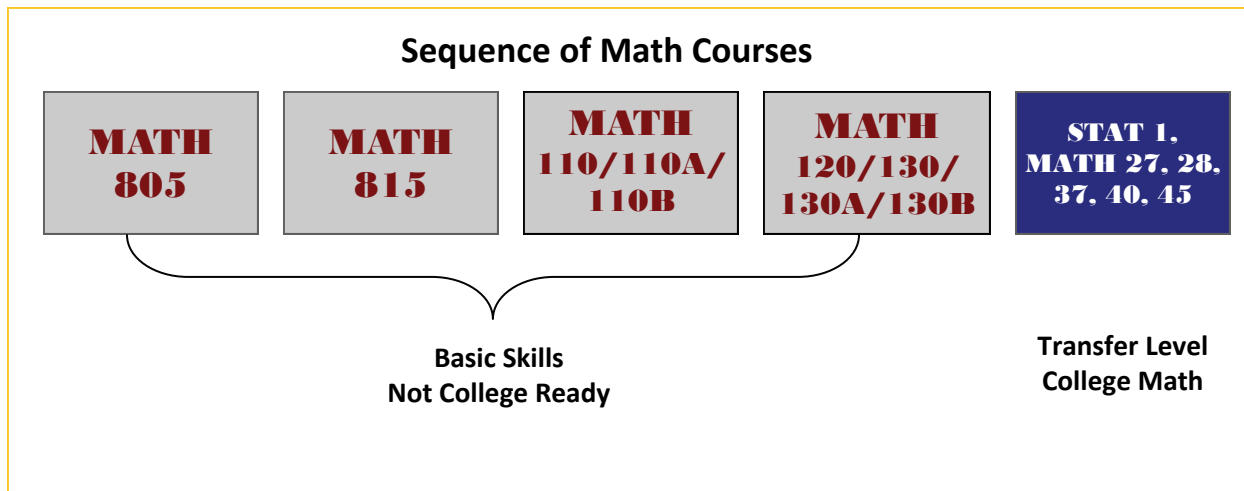 Sequence of Math Courses
MATH
805
MATH
815
MATH
110/110A/
110B
MATH
120/130/
130A/130B
STAT 1,
MATH 27, 28,
37, 40, 45
Basic Skills
Not College Ready
Transfer Level
College Math